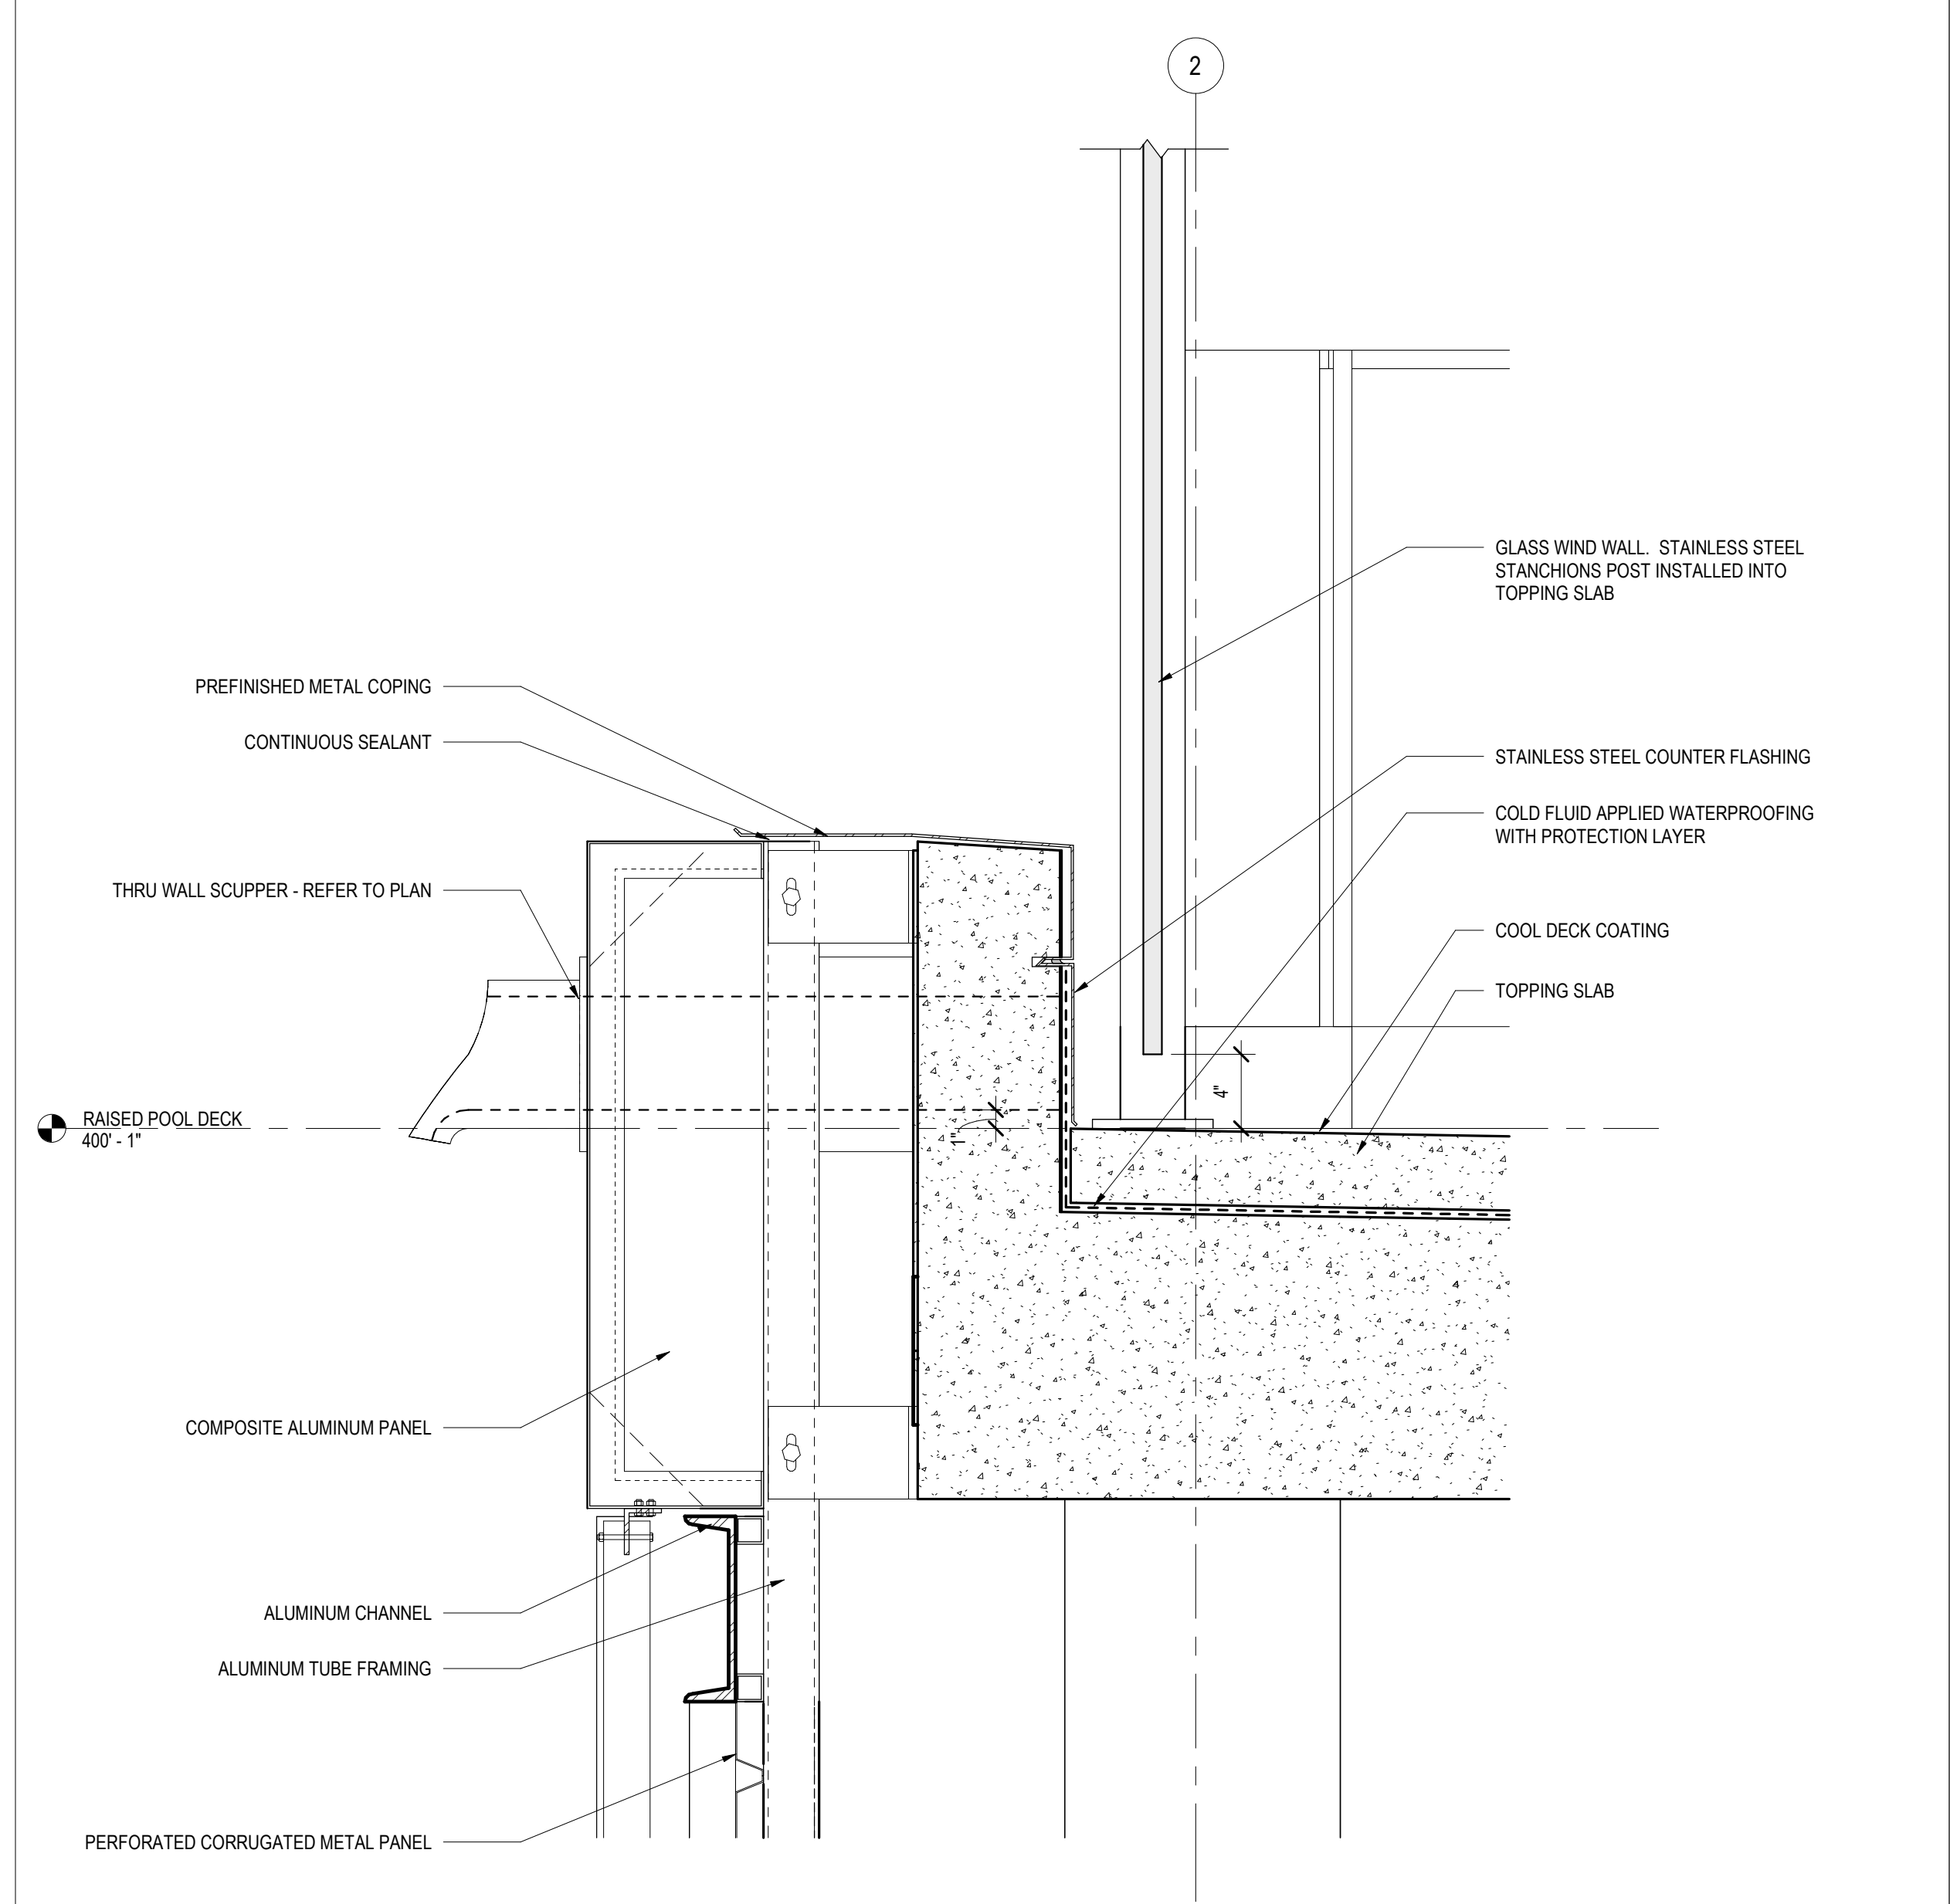 2
GLASS WIND WALL. STAINLESS STEEL
STANCHIONS POST INSTALLED INTO
TOPPING SLAB
PREFINISHED METAL COPING
CONTINUOUS SEALANT
STAINLESS STEEL COUNTER FLASHING
COLD FLUID APPLIED WATERPROOFING
WITH PROTECTION LAYER
THRU WALL SCUPPER - REFER TO PLAN
COOL DECK COATING
TOPPING SLAB
4"
RAISED POOL DECK
400' - 1"
1"
COMPOSITE ALUMINUM PANEL
ALUMINUM CHANNEL
ALUMINUM TUBE FRAMING
PERFORATED CORRUGATED METAL PANEL